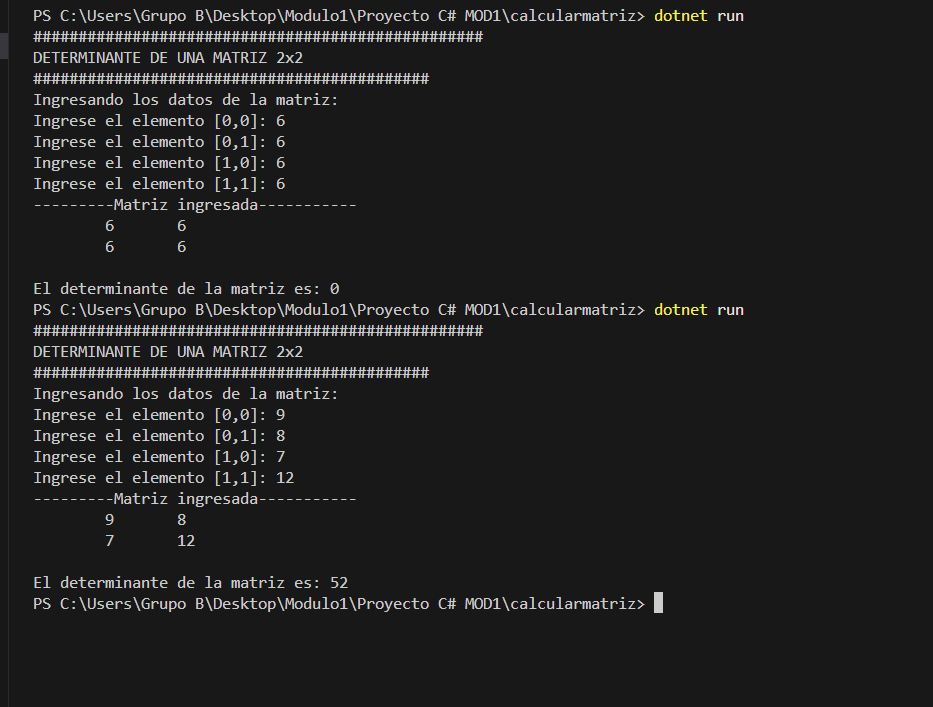 PS C:\Users\Grupo B\Desktop\Modulo1\Proyecto C# MOD1\calcularmatriz> dotnet run
##################################################
DETERMINANTE DE UNA MATRIZ 2x2
############################################
Ingresando los datos de la matriz:
Ingrese el elemento [0,0]: 6
Ingrese el elemento [0,1]: 6
Ingrese el elemento [1,0]: 6
Ingrese el elemento [1,1]: 6
---------Matriz ingresada-----------
        6       6
        6       6

El determinante de la matriz es: 0
PS C:\Users\Grupo B\Desktop\Modulo1\Proyecto C# MOD1\calcularmatriz> dotnet run
##################################################
DETERMINANTE DE UNA MATRIZ 2x2
############################################
Ingresando los datos de la matriz:
Ingrese el elemento [0,0]: 9
Ingrese el elemento [0,1]: 8
Ingrese el elemento [1,0]: 7
Ingrese el elemento [1,1]: 12
---------Matriz ingresada-----------
        9       8
        7       12

El determinante de la matriz es: 52
PS C:\Users\Grupo B\Desktop\Modulo1\Proyecto C# MOD1\calcularmatriz>